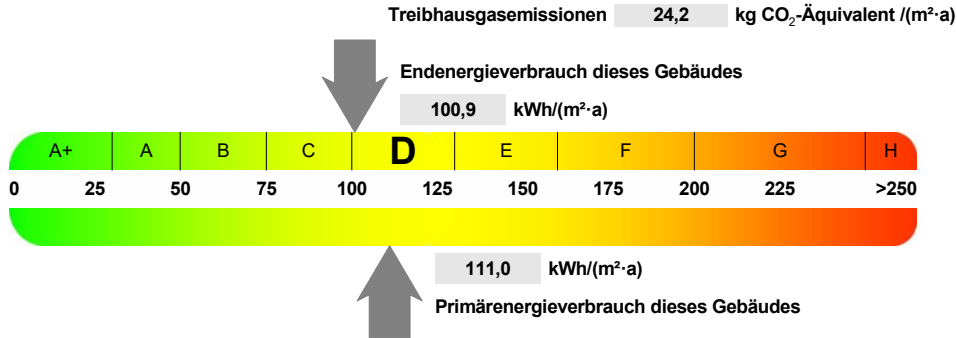 Treibhausgasemissionen 24,2 kg CO₂-Äquivalent /(m²·a)
Endenergieverbrauch dieses Gebäudes
100,9 kWh/(m²·a)
A+ A B C D E F G H
0 25 50 75 100 125 150 175 200 225 >250
111,0 kWh/(m²·a)
Primärenergieverbrauch dieses Gebäudes